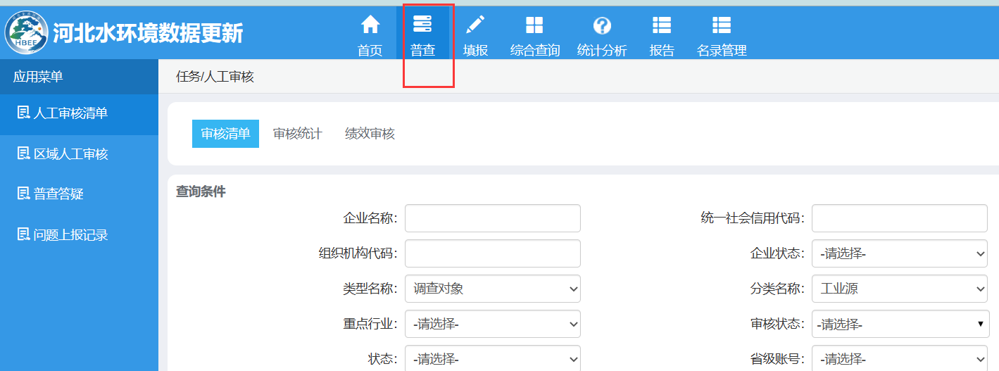 HBEE
河北水环境数据更新
首页 普查 填报 综合查询 统计分析 报告 名录管理
应用菜单
任务/人工审核
人工审核清单
审核清单 审核统计 绩效审核
区域人工审核
普查答疑
问题上报记录
查询条件
企业名称: 统一社会信用代码:
组织机构代码: 企业状态: -请选择-
类型名称: 调查对象 分类名称: 工业源
重点行业: -请选择- 审核状态: -请选择-
状态: -请选择- 省级账号: -请选择-